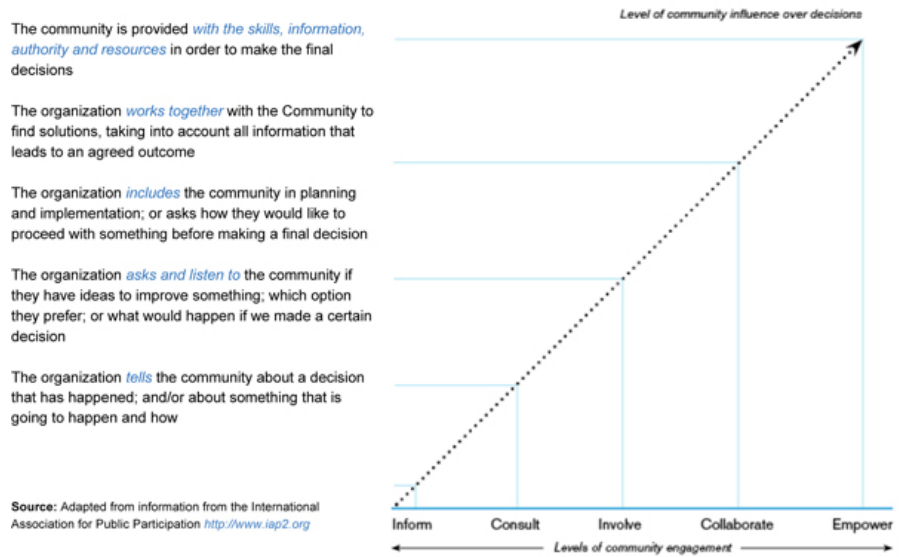 Level of community influence over decisions
The community is provided with the skills, information,
authority and resources in order to make the final
decisions
The organization works together with the Community to
find solutions, taking into account all information that
leads to an agreed outcome
The organization includes the community in planning
and implementation; or asks how they would like to
proceed with something before making a final decision
The organization asks and listen to the community if
they have ideas to improve something; which option
they prefer; or what would happen if we made a certain
decision
The organization tells the community about a decision
that has happened; and/or about something that is
going to happen and how
Source: Adapted from information from the International
Association for Public Participation http://www.iap2.org
Inform Consult Involve Collaborate Empower
Levels of community engagement